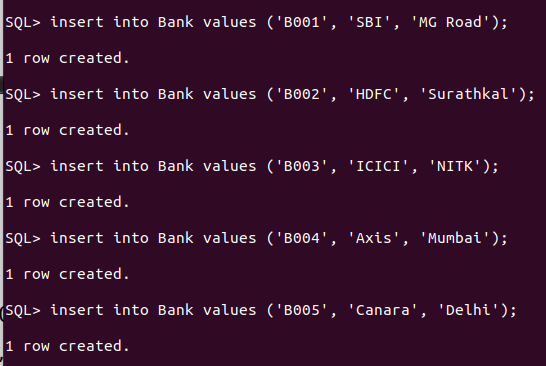 SQL> insert into Bank values ('B001', 'SBI', 'MG Road');
1 row created.
SQL> insert into Bank values ('B002', 'HDFC', 'Surathkal');
1 row created.
SQL> insert into Bank values ('B003', 'ICICI', 'NITK');
1 row created.
SQL> insert into Bank values ('B004', 'Axis', 'Mumbai');
1 row created.
SQL> insert into Bank values ('B005', 'Canara', 'Delhi');
1 row created.